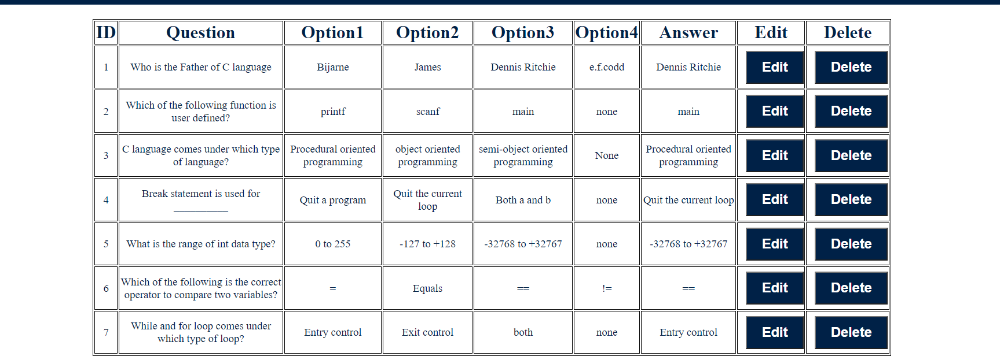 ID Question Option1 Option2 Option3 Option4 Answer Edit Delete
1 Who is the Father of C language Bijarne James Dennis Ritchie e.f.codd Dennis Ritchie Edit Delete
2 Which of the following function is
user defined? printf scanf main none main Edit Delete
3 C language comes under which type
of language? Procedural oriented
programming object oriented
programming semi-object oriented
programming None Procedural oriented
programming Edit Delete
4 Break statement is used for
__________ Quit a program Quit the current
loop Both a and b none Quit the current loop Edit Delete
5 What is the range of int data type? 0 to 255 -127 to +128 -32768 to +32767 none -32768 to +32767 Edit Delete
6 Which of the following is the correct
operator to compare two variables? = Equals == != == Edit Delete
7 While and for loop comes under
which type of loop? Entry control Exit control both none Entry control Edit Delete